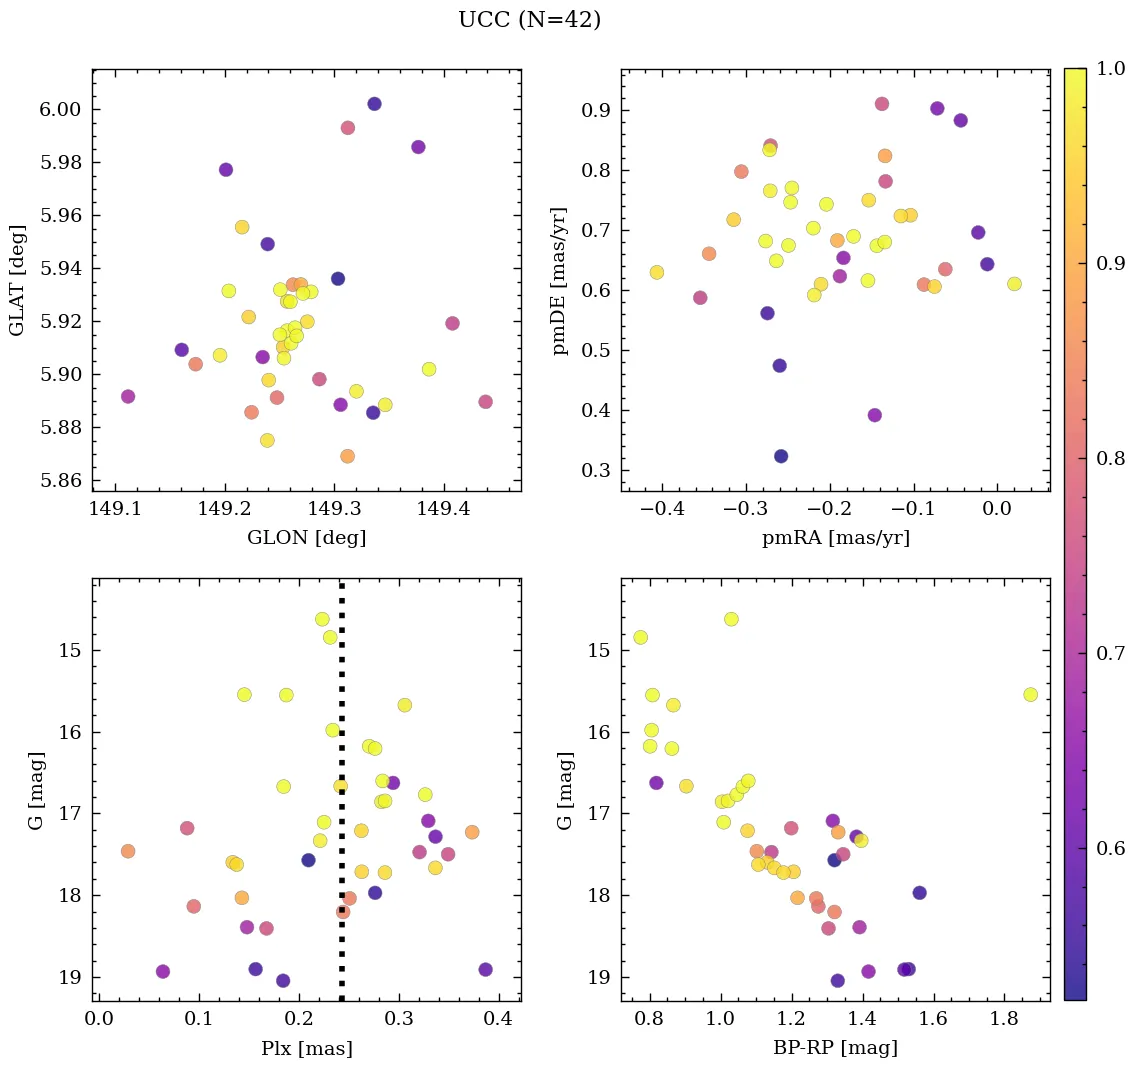 UCC (N=42)
6.00
5.98
5.96
5.94
5.92
5.90
5.88
5.86
GLAT [deg]
149.1 149.2 149.3 149.4
GLON [deg]
0.9
0.8
0.7
0.6
0.5
0.4
0.3
pmDE [mas/yr]
−0.4 −0.3 −0.2 −0.1 0.0
pmRA [mas/yr]
15
16
17
18
19
G [mag]
0.0 0.1 0.2 0.3 0.4
Plx [mas]
15
16
17
18
19
G [mag]
0.8 1.0 1.2 1.4 1.6 1.8
BP-RP [mag]
1.0
0.9
0.8
0.7
0.6